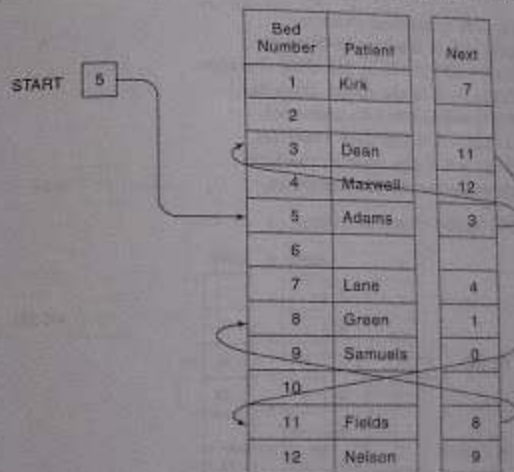 Bed Number Patient Next
START 5
1 Kirk 7
2
3 Dean 11
4 Maxwell 12
5 Adams 3
6
7 Lane 4
8 Green 1
9 Samuels 0
10
11 Fields 8
12 Nelson 9